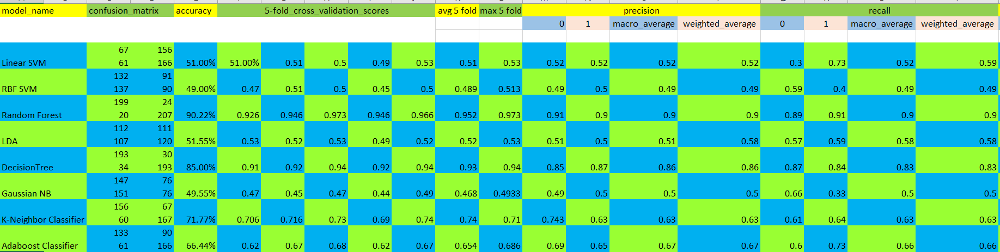 model_name confusion_matrix accuracy 5-fold_cross_validation_scores avg 5 fold max 5 fold precision recall
0 1 macro_average weighted_average 0 1 macro_average weighted_average
67 156
Linear SVM 61 166 51.00% 51.00% 0.51 0.5 0.49 0.53 0.51 0.53 0.52 0.52 0.52 0.52 0.3 0.73 0.52 0.59
132 91
RBF SVM 137 90 49.00% 0.47 0.51 0.5 0.45 0.5 0.489 0.513 0.49 0.5 0.49 0.49 0.59 0.4 0.49 0.49
199 24
Random Forest 20 207 90.22% 0.926 0.946 0.973 0.946 0.966 0.952 0.973 0.91 0.9 0.9 0.9 0.89 0.91 0.9 0.9
112 111
LDA 107 120 51.55% 0.53 0.52 0.53 0.49 0.52 0.52 0.53 0.51 0.5 0.51 0.58 0.57 0.59 0.58 0.58
193 30
DecisionTree 34 193 85.00% 0.91 0.92 0.94 0.92 0.94 0.93 0.94 0.85 0.87 0.86 0.86 0.87 0.84 0.83 0.83
147 76
Gaussian NB 151 76 49.55% 0.47 0.45 0.47 0.44 0.49 0.468 0.4933 0.49 0.5 0.5 0.5 0.66 0.33 0.5 0.5
156 67
K-Neighbor Classifier 60 167 71.77% 0.706 0.716 0.73 0.69 0.74 0.74 0.71 0.743 0.63 0.63 0.63 0.61 0.64 0.63 0.63
133 90
Adaboost Classifier 61 166 66.44% 0.62 0.67 0.68 0.62 0.67 0.654 0.686 0.69 0.65 0.67 0.67 0.6 0.73 0.66 0.66